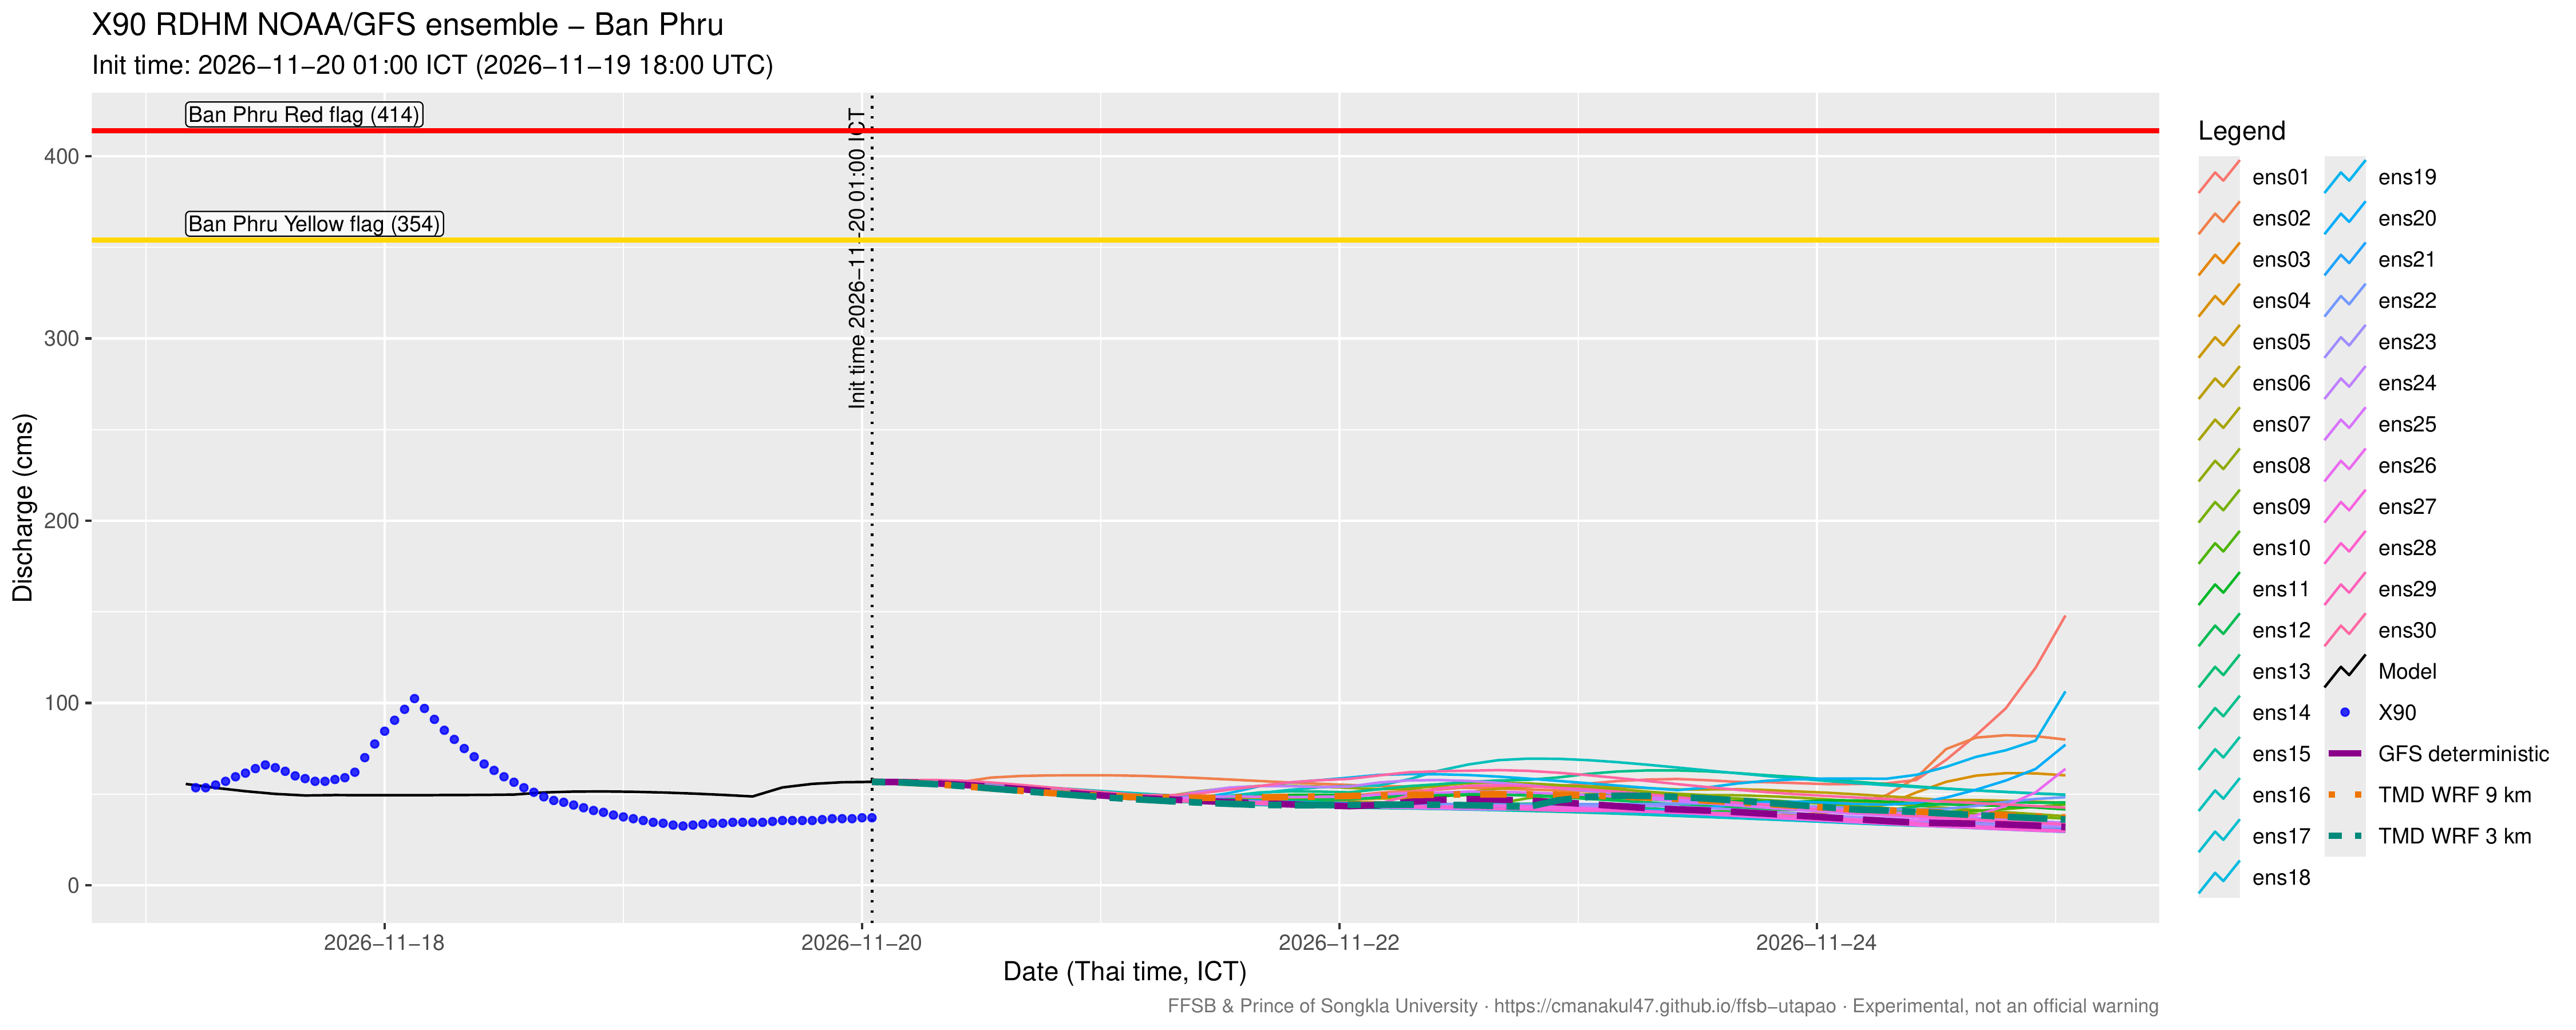 X90 RDHM NOAA/GFS ensemble – Ban Phru
Init time: 2026–11–20 01:00 ICT (2026–11–19 18:00 UTC)
Ban Phru Red flag (414)
Ban Phru Yellow flag (354)
Init time 2026–11–20 01:00 ICT
Discharge (cms)
400
300
200
100
0
2026–11–18
2026–11–20
2026–11–22
2026–11–24
Date (Thai time, ICT)
FFSB & Prince of Songkla University · https://cmanakul47.github.io/ffsb–utapao · Experimental, not an official warning
Legend
ens01
ens02
ens03
ens04
ens05
ens06
ens07
ens08
ens09
ens10
ens11
ens12
ens13
ens14
ens15
ens16
ens17
ens18
ens19
ens20
ens21
ens22
ens23
ens24
ens25
ens26
ens27
ens28
ens29
ens30
Model
X90
GFS deterministic
TMD WRF 9 km
TMD WRF 3 km